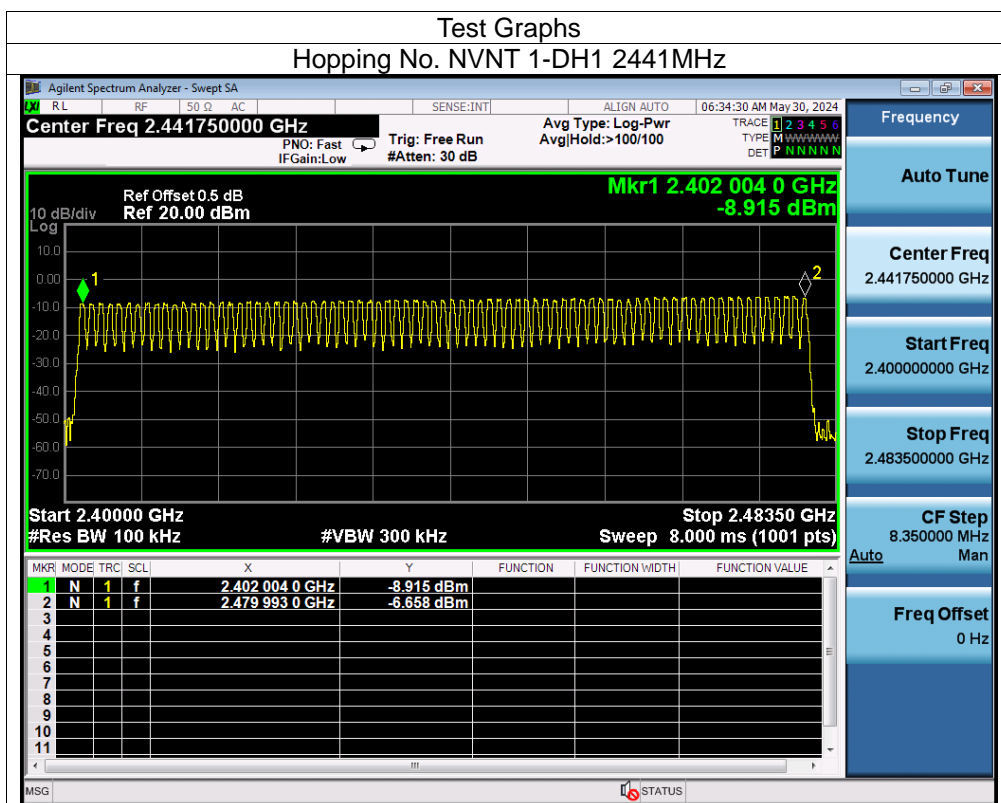 Test Graphs
Hopping No. NVNT 1-DH1 2441MHz
Agilent Spectrum Analyzer - Swept SA
LXI RL RF 50 Ω AC SENSE:INT ALIGN AUTO 06:34:30 AM May 30, 2024
Center Freq 2.441750000 GHz
PNO: Fast
IFGain:Low
Trig: Free Run
#Atten: 30 dB
Avg Type: Log-Pwr
Avg|Hold:>100/100
TRACE 1 2 3 4 5 6
TYPE M WWWWW
DET P N N N N N
Ref Offset 0.5 dB
10 dB/div Ref 20.00 dBm
Log
Mkr1 2.402 004 0 GHz
-8.915 dBm
10.0
0.00
-10.0
-20.0
-30.0
-40.0
-50.0
-60.0
-70.0
1
2
Start 2.40000 GHz Stop 2.48350 GHz
#Res BW 100 kHz #VBW 300 kHz Sweep 8.000 ms (1001 pts)
MKR MODE TRC SCL X Y FUNCTION FUNCTION WIDTH FUNCTION VALUE
1 N 1 f 2.402 004 0 GHz -8.915 dBm
2 N 1 f 2.479 993 0 GHz -6.658 dBm
3
4
5
6
7
8
9
10
11
MSG STATUS
Frequency
Auto Tune
Center Freq
2.441750000 GHz
Start Freq
2.400000000 GHz
Stop Freq
2.483500000 GHz
CF Step
8.350000 MHz
Auto Man
Freq Offset
0 Hz